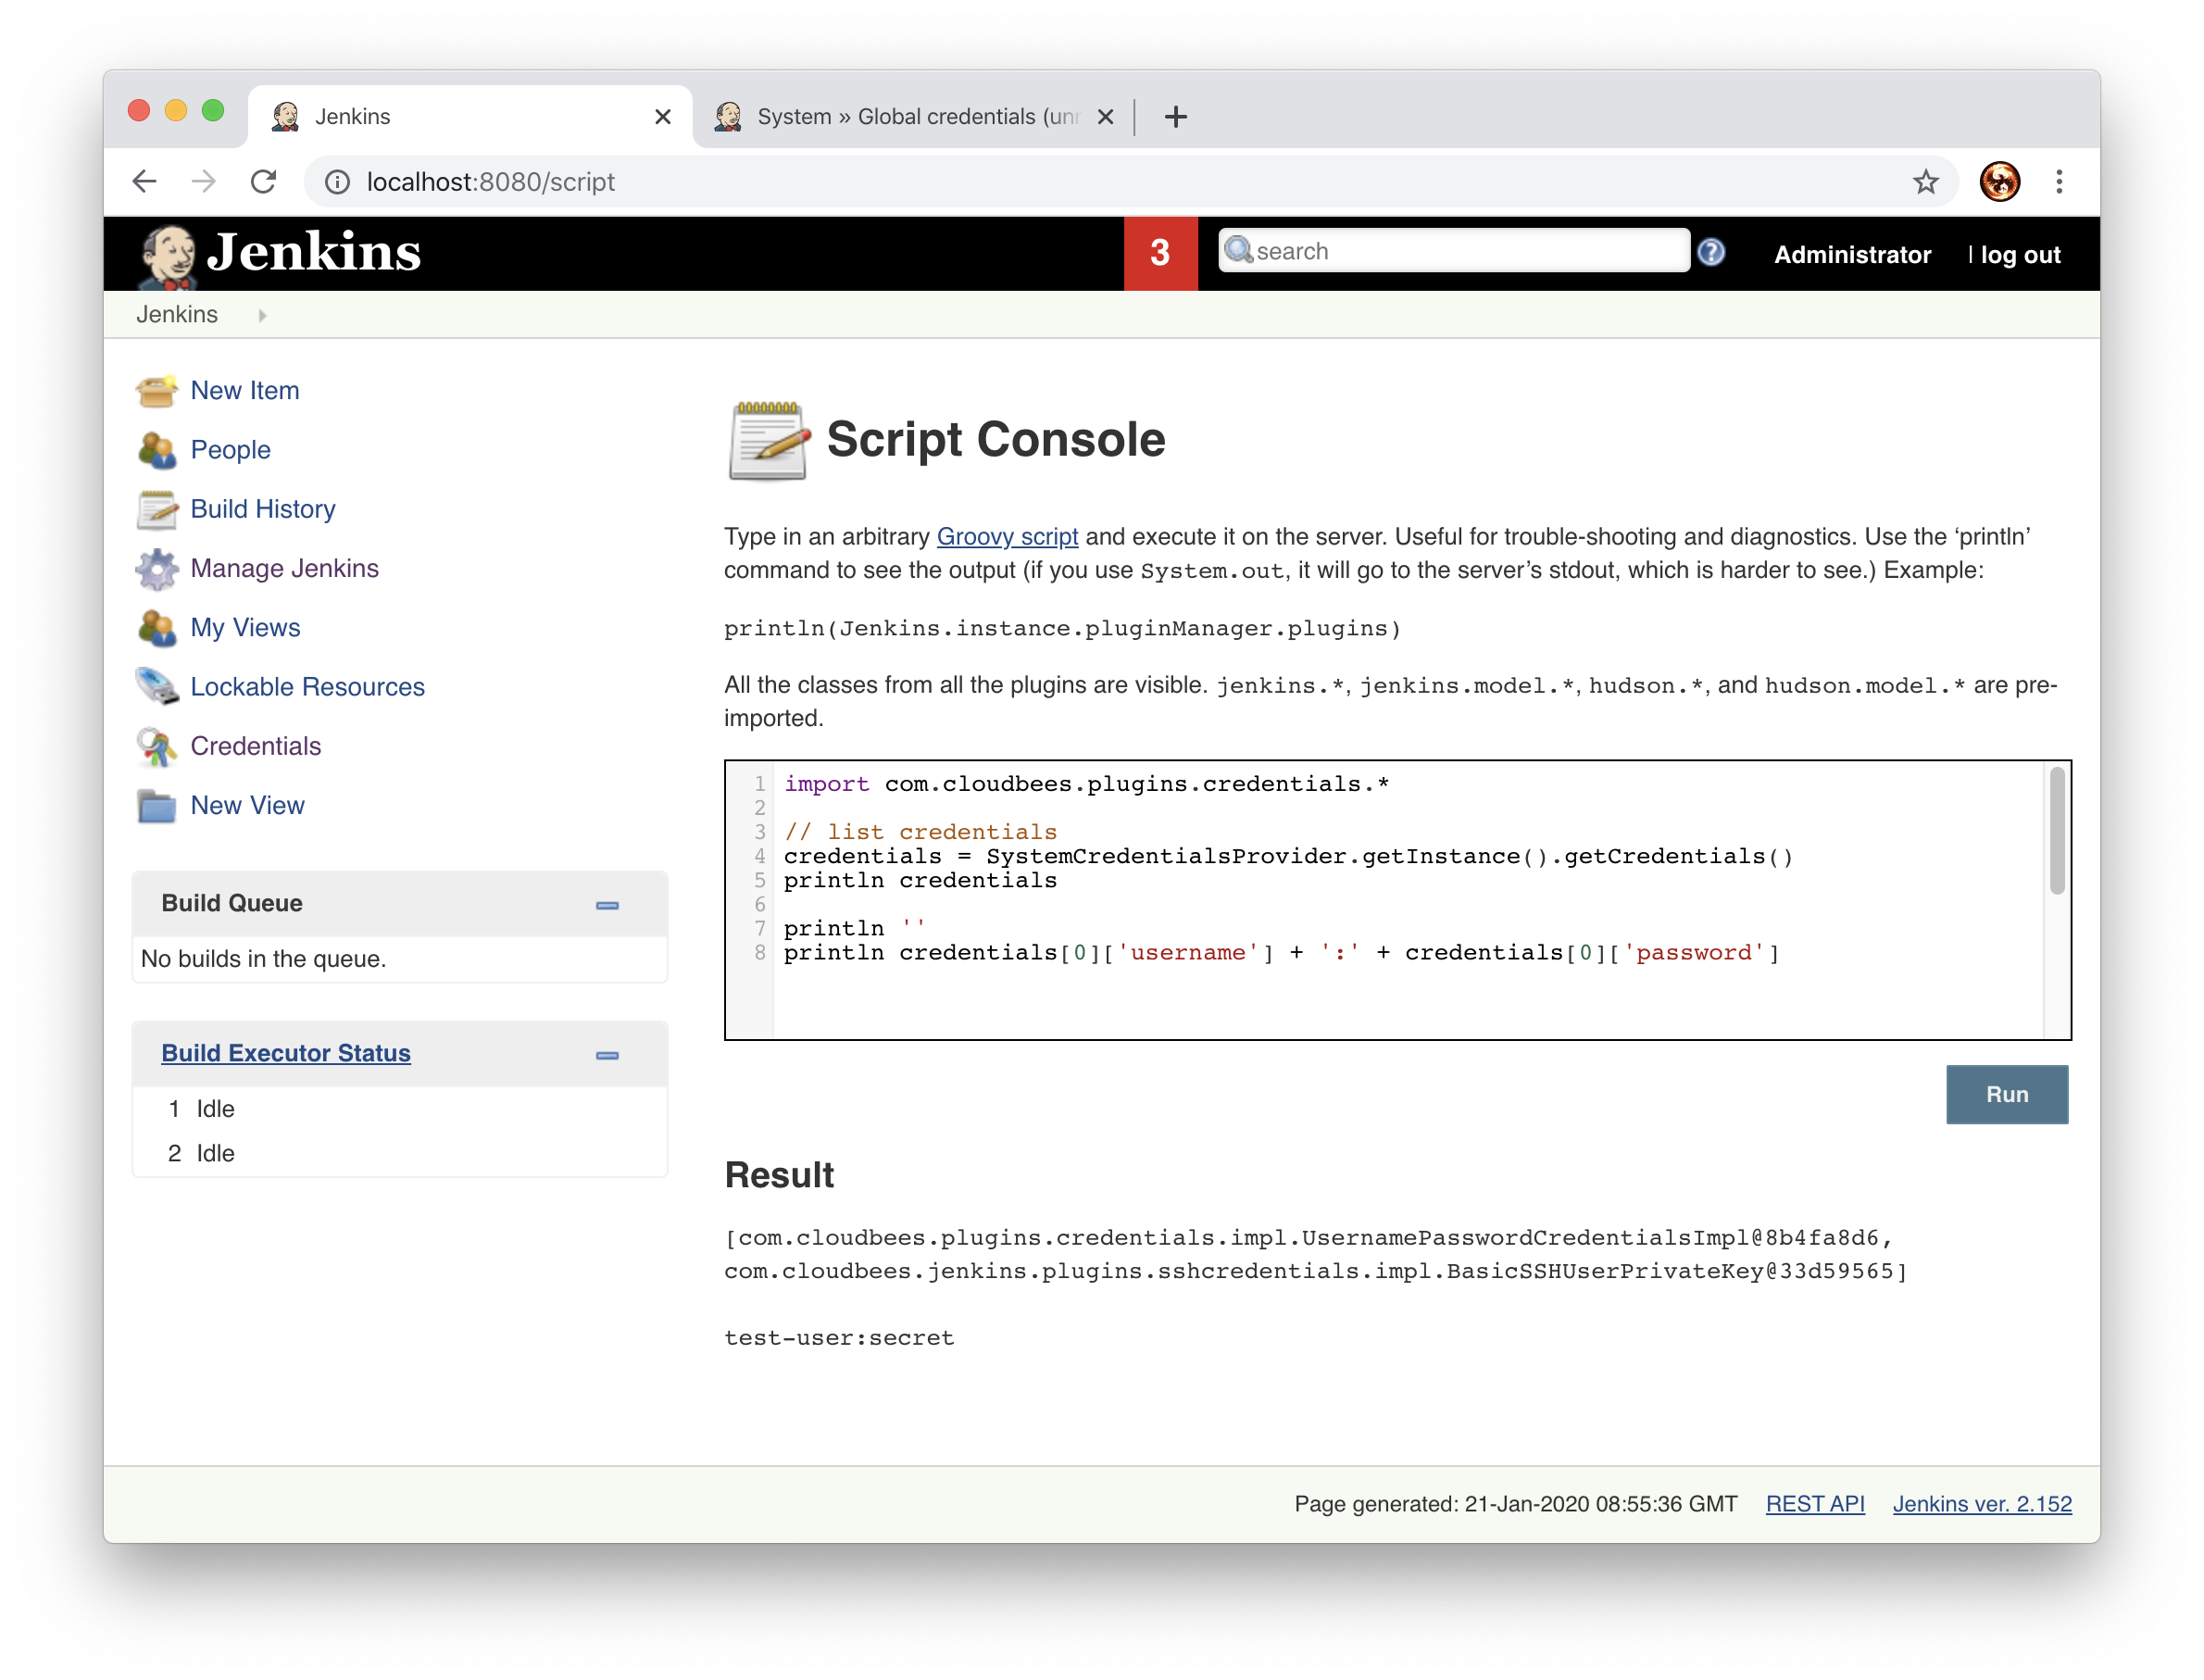 Jenkins
System » Global credentials (unr
localhost:8080/script
Jenkins
3
search
?
Administrator
| log out
Jenkins
New Item
People
Build History
Manage Jenkins
My Views
Lockable Resources
Credentials
New View
Build Queue
No builds in the queue.
Build Executor Status
1 Idle
2 Idle
Script Console
Type in an arbitrary Groovy script and execute it on the server. Useful for trouble-shooting and diagnostics. Use the ‘println’
command to see the output (if you use System.out, it will go to the server’s stdout, which is harder to see.) Example:
println(Jenkins.instance.pluginManager.plugins)
All the classes from all the plugins are visible. jenkins.*, jenkins.model.*, hudson.*, and hudson.model.* are pre-
imported.
1 import com.cloudbees.plugins.credentials.*
2
3 // list credentials
4 credentials = SystemCredentialsProvider.getInstance().getCredentials()
5 println credentials
6
7 println ''
8 println credentials[0]['username'] + ':' + credentials[0]['password']
Run
Result
[com.cloudbees.plugins.credentials.impl.UsernamePasswordCredentialsImpl@8b4fa8d6,
com.cloudbees.jenkins.plugins.sshcredentials.impl.BasicSSHUserPrivateKey@33d59565]
test-user:secret
Page generated: 21-Jan-2020 08:55:36 GMT
REST API
Jenkins ver. 2.152